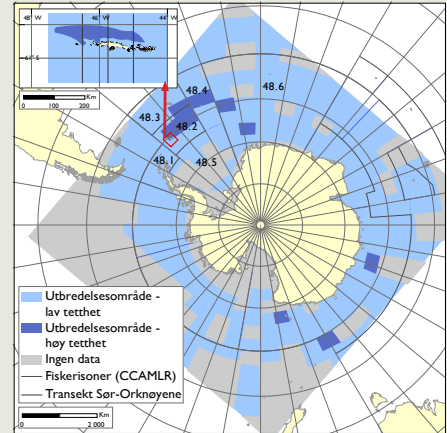 48° W 46° W 44° W
61° S
Km
0 100 200
48.4
48.6
48.3
48.2
48.1
48.5
Utbredelsesområde -
lav tetthet
Utbredelsesområde -
høy tetthet
Ingen data
Fiskerisoner (CCAMLR)
Transekt Sør-Orknøyene
Km
0 2 000